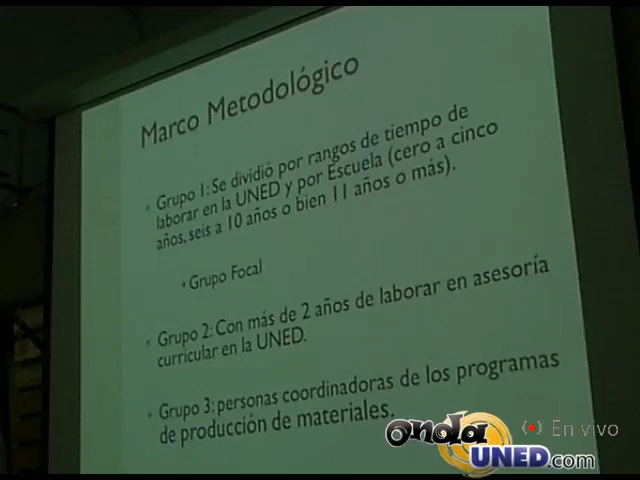 Marco Metodológico
• Grupo 1: Se dividió por rangos de tiempo de
laborar en la UNED y por Escuela (cero a cinco
años, seis a 10 años o bien 11 años o más).
• Grupo Focal
• Grupo 2: Con más de 2 años de laborar en asesoría
curricular en la UNED.
• Grupo 3: personas coordinadoras de los programas
de producción de materiales.
onda
UNED.com
En vivo